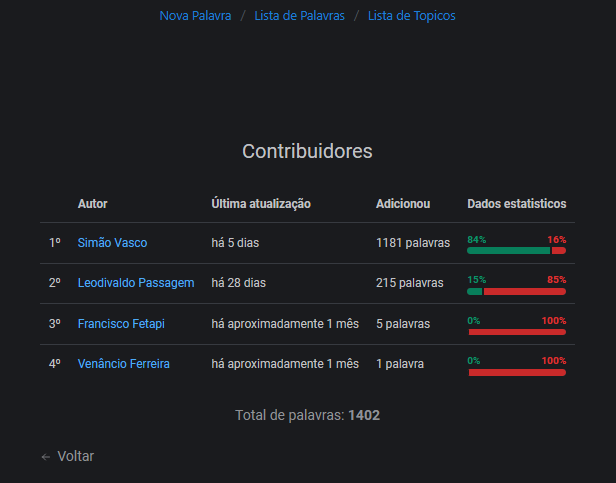 Nova Palavra / Lista de Palavras / Lista de Topicos
Contribuidores
Autor Última atualização Adicionou Dados estatisticos
1º Simão Vasco há 5 dias 1181 palavras 84% 16%
2º Leodivaldo Passagem há 28 dias 215 palavras 15% 85%
3º Francisco Fetapi há aproximadamente 1 mês 5 palavras 0% 100%
4º Venâncio Ferreira há aproximadamente 1 mês 1 palavra 0% 100%
Total de palavras: 1402
← Voltar